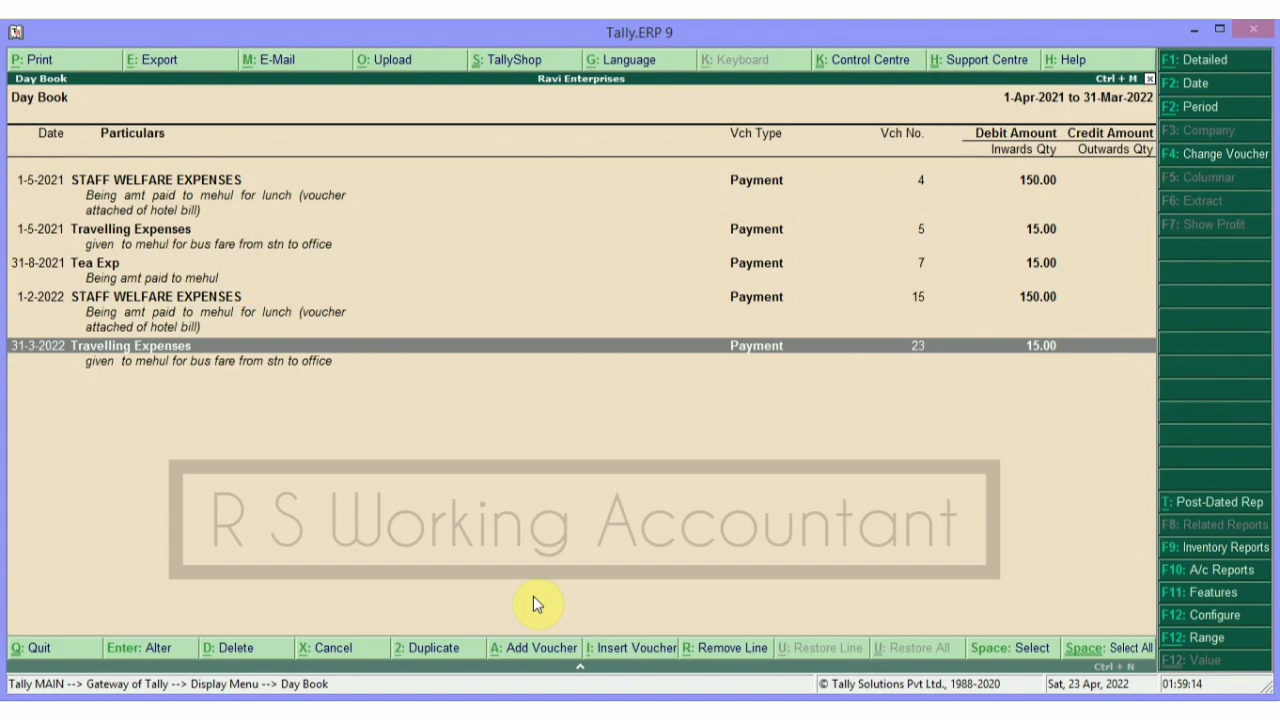 Tally.ERP 9
P: Print E: Export M: E-Mail O: Upload S: TallyShop G: Language K: Keyboard K: Control Centre H: Support Centre H: Help
Day Book Ravi Enterprises Ctrl + M
Day Book 1-Apr-2021 to 31-Mar-2022
Date Particulars Vch Type Vch No. Debit Amount Credit Amount
Inwards Qty Outwards Qty
1-5-2021 STAFF WELFARE EXPENSES Payment 4 150.00
Being amt paid to mehul for lunch (voucher
attached of hotel bill)
1-5-2021 Travelling Expenses Payment 5 15.00
given to mehul for bus fare from stn to office
31-8-2021 Tea Exp Payment 7 15.00
Being amt paid to mehul
1-2-2022 STAFF WELFARE EXPENSES Payment 15 150.00
Being amt paid to mehul for lunch (voucher
attached of hotel bill)
31-3-2022 Travelling Expenses Payment 23 15.00
given to mehul for bus fare from stn to office
R S Working Accountant
F1: Detailed
F2: Date
F2: Period
F3: Company
F4: Change Voucher
F5: Columnar
F6: Extract
F7: Show Profit
T: Post-Dated Rep
F8: Related Reports
F9: Inventory Reports
F10: A/c Reports
F11: Features
F12: Configure
F12: Range
F12: Value
Q: Quit Enter: Alter D: Delete X: Cancel 2: Duplicate A: Add Voucher I: Insert Voucher R: Remove Line U: Restore Line U: Restore All Space: Select Space: Select All
Ctrl + N
Tally MAIN --> Gateway of Tally --> Display Menu --> Day Book © Tally Solutions Pvt Ltd., 1988-2020 Sat, 23 Apr, 2022 01:59:14